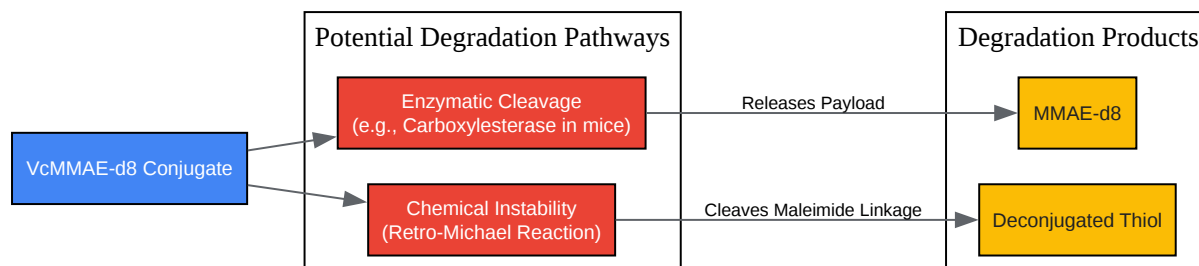 Potential Degradation Pathways
Degradation Products
Enzymatic Cleavage
(e.g., Carboxylesterase in mice)
Releases Payload
MMAE-d8
VcMMAE-d8 Conjugate
Chemical Instability
(Retro-Michael Reaction)
Cleaves Maleimide Linkage
Deconjugated Thiol